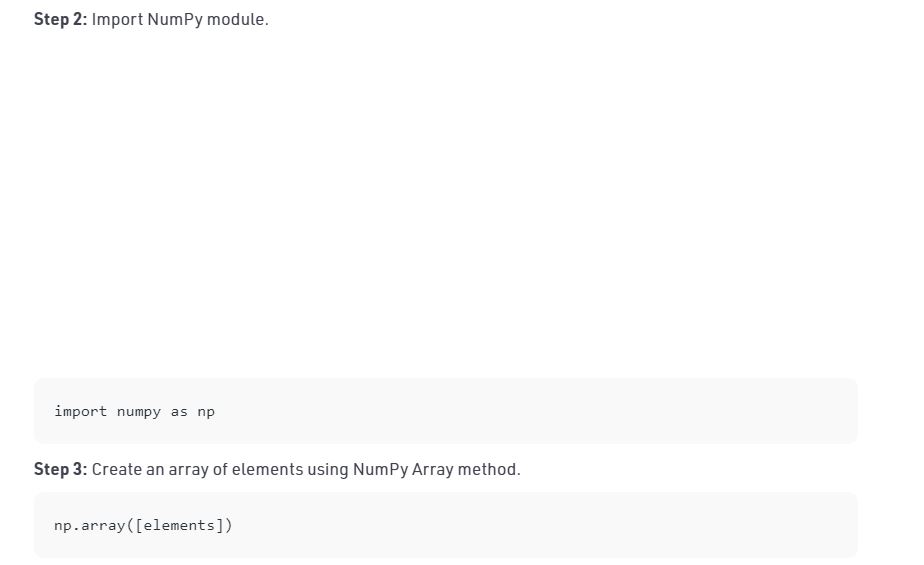 Step 2: Import NumPy module.
import numpy as np
Step 3: Create an array of elements using NumPy Array method.
np.array([elements])